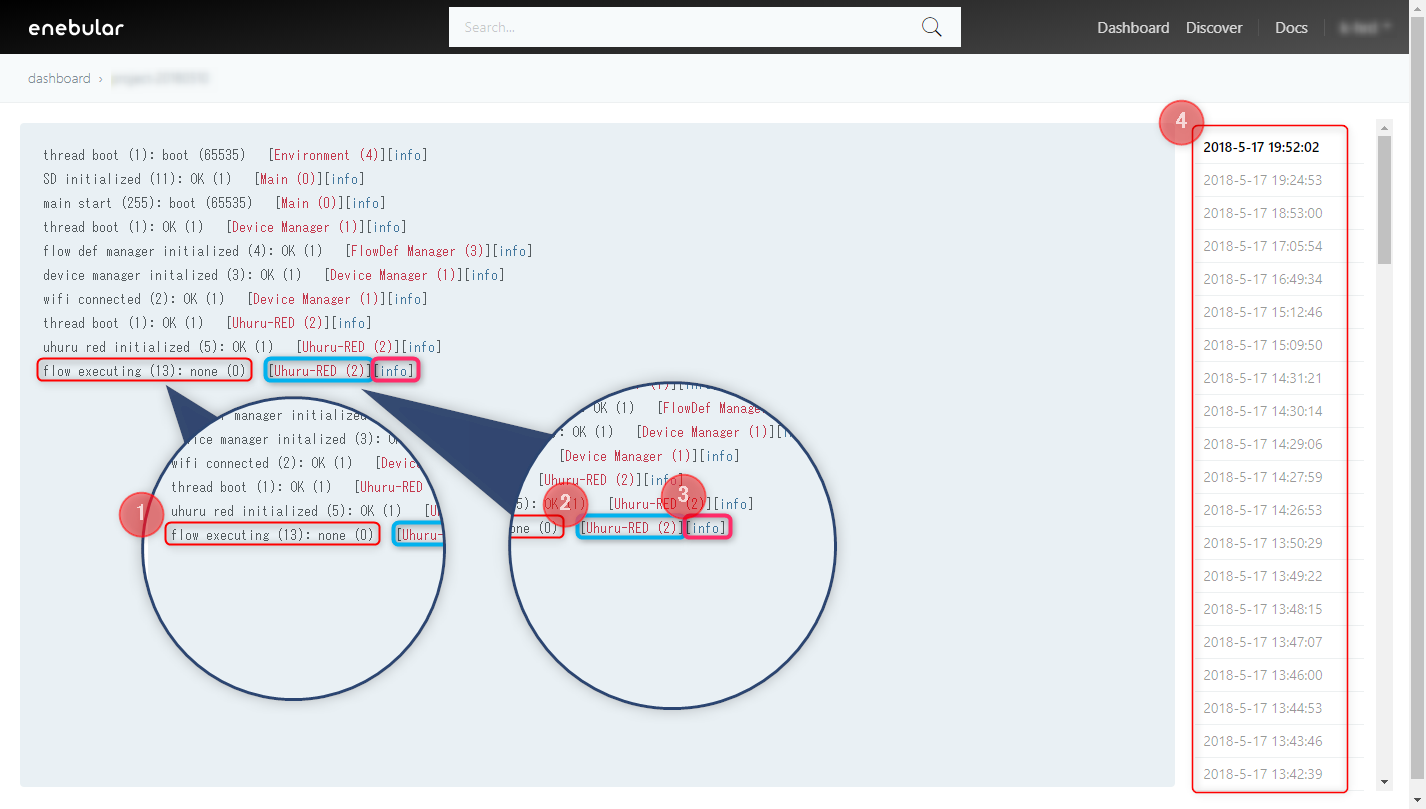 enebular
Search...
Dashboard Discover Docs
dashboard ›
thread boot (1): boot (65535) [Environment (4)][info]
SD initialized (11): OK (1) [Main (0)][info]
main start (255): boot (65535) [Main (0)][info]
thread boot (1): OK (1) [Device Manager (1)][info]
flow def manager initialized (4): OK (1) [FlowDef Manager (3)][info]
device manager initalized (3): OK (1) [Device Manager (1)][info]
wifi connected (2): OK (1) [Device Manager (1)][info]
thread boot (1): OK (1) [Uhuru-RED (2)][info]
uhuru red initialized (5): OK (1) [Uhuru-RED (2)][info]
flow executing (13): none (0) [Uhuru-RED (2)][info]
manager initialized
manager initalized (3):
wifi connected (2): OK (1) [Devic
thread boot (1): OK (1) [Uhuru-RED
uhuru red initialized (5): OK (1) [U
1
flow executing (13): none (0) [Uhuru-
OK (1) [FlowDef Manage
: OK (1) [Device Manager (1)][i
[Device Manager (1)][info]
[Uhuru-RED (2)][info]
5): OK (1) [Uhuru-RED (2)][info]
2
3
one (0) [Uhuru-RED (2)][info]
4
2018-5-17 19:52:02
2018-5-17 19:24:53
2018-5-17 18:53:00
2018-5-17 17:05:54
2018-5-17 16:49:34
2018-5-17 15:12:46
2018-5-17 15:09:50
2018-5-17 14:31:21
2018-5-17 14:30:14
2018-5-17 14:29:06
2018-5-17 14:27:59
2018-5-17 14:26:53
2018-5-17 13:50:29
2018-5-17 13:49:22
2018-5-17 13:48:15
2018-5-17 13:47:07
2018-5-17 13:46:00
2018-5-17 13:44:53
2018-5-17 13:43:46
2018-5-17 13:42:39